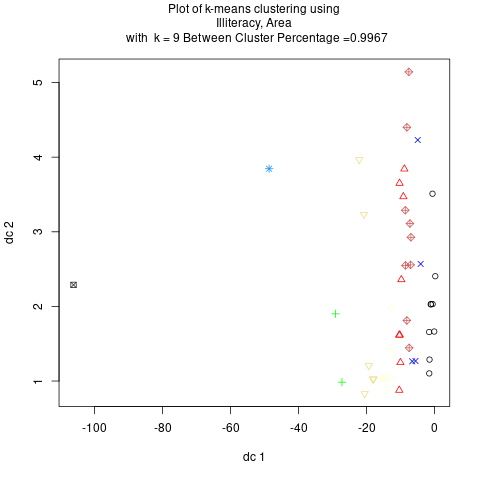 Plot of k-means clustering using
Illiteracy, Area
with k = 9 Between Cluster Percentage =0.9967
5
4
3
2
1
dc 2
-100
-80
-60
-40
-20
0
dc 1